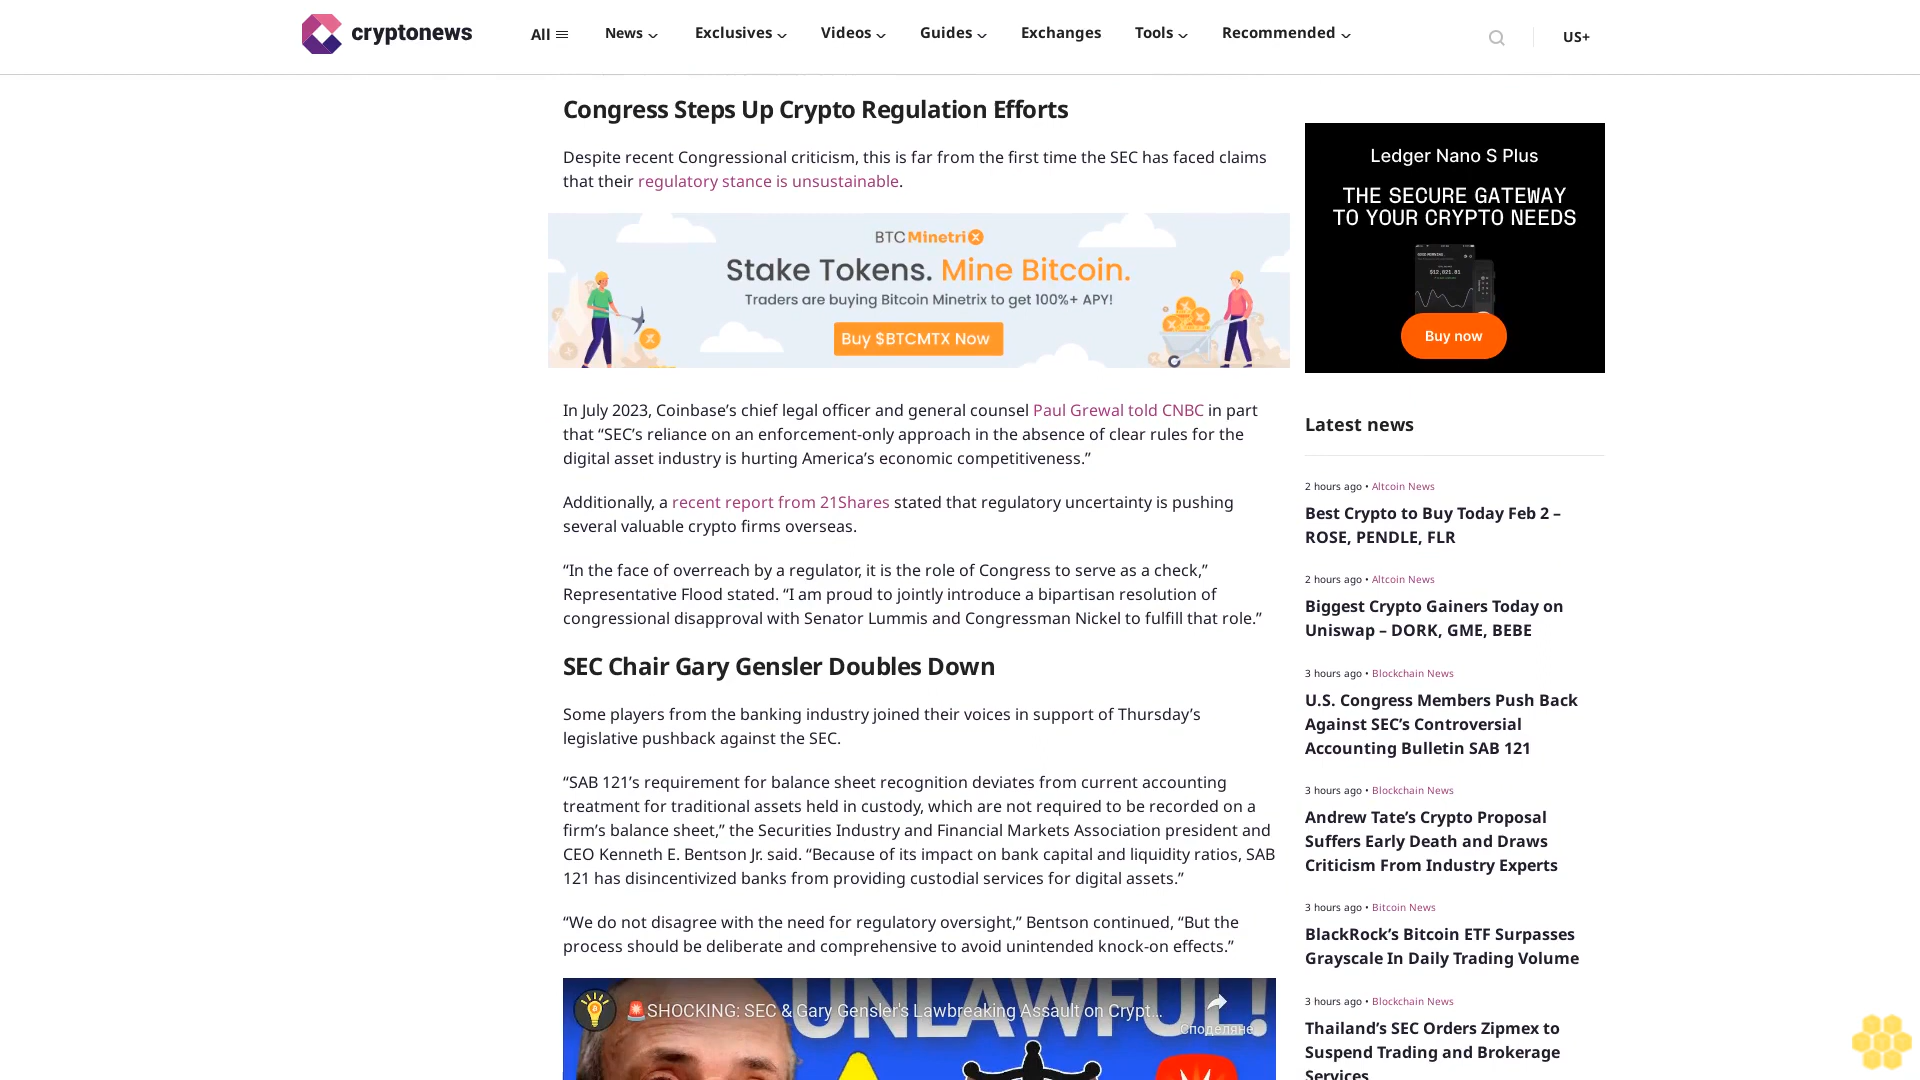 cryptonews
All
News
Exclusives
Videos
Guides
Exchanges
Tools
Recommended
US+
Congress Steps Up Crypto Regulation Efforts
Despite recent Congressional criticism, this is far from the first time the SEC has faced claims
that their regulatory stance is unsustainable.
BTCMinetrix
Stake Tokens. Mine Bitcoin.
Traders are buying Bitcoin Minetrix to get 100%+ APY!
Buy $BTCMTX Now
In July 2023, Coinbase’s chief legal officer and general counsel Paul Grewal told CNBC in part
that “SEC’s reliance on an enforcement-only approach in the absence of clear rules for the
digital asset industry is hurting America’s economic competitiveness.”
Additionally, a recent report from 21Shares stated that regulatory uncertainty is pushing
several valuable crypto firms overseas.
“In the face of overreach by a regulator, it is the role of Congress to serve as a check,”
Representative Flood stated. “I am proud to jointly introduce a bipartisan resolution of
congressional disapproval with Senator Lummis and Congressman Nickel to fulfill that role.”
SEC Chair Gary Gensler Doubles Down
Some players from the banking industry joined their voices in support of Thursday’s
legislative pushback against the SEC.
“SAB 121’s requirement for balance sheet recognition deviates from current accounting
treatment for traditional assets held in custody, which are not required to be recorded on a
firm’s balance sheet,” the Securities Industry and Financial Markets Association president and
CEO Kenneth E. Bentson Jr. said. “Because of its impact on bank capital and liquidity ratios, SAB
121 has disincentivized banks from providing custodial services for digital assets.”
“We do not disagree with the need for regulatory oversight,” Bentson continued, “But the
process should be deliberate and comprehensive to avoid unintended knock-on effects.”
UNLAWFUL!
🚨SHOCKING: SEC & Gary Gensler's Lawbreaking Assault on Crypt…
Споделяне
Ledger Nano S Plus
THE SECURE GATEWAY
TO YOUR CRYPTO NEEDS
$12,021.81
Buy now
Latest news
2 hours ago • Altcoin News
Best Crypto to Buy Today Feb 2 –
ROSE, PENDLE, FLR
2 hours ago • Altcoin News
Biggest Crypto Gainers Today on
Uniswap – DORK, GME, BEBE
3 hours ago • Blockchain News
U.S. Congress Members Push Back
Against SEC’s Controversial
Accounting Bulletin SAB 121
3 hours ago • Blockchain News
Andrew Tate’s Crypto Proposal
Suffers Early Death and Draws
Criticism From Industry Experts
3 hours ago • Bitcoin News
BlackRock’s Bitcoin ETF Surpasses
Grayscale In Daily Trading Volume
3 hours ago • Blockchain News
Thailand’s SEC Orders Zipmex to
Suspend Trading and Brokerage
Services